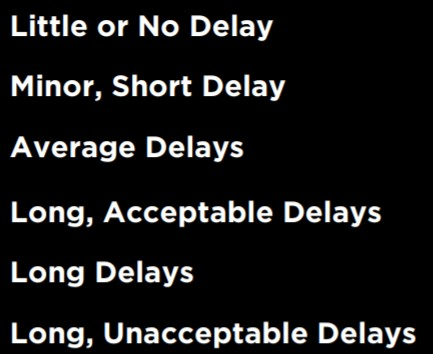 Little or No Delay
Minor, Short Delay
Average Delays
Long, Acceptable Delays
Long Delays
Long, Unacceptable Delays